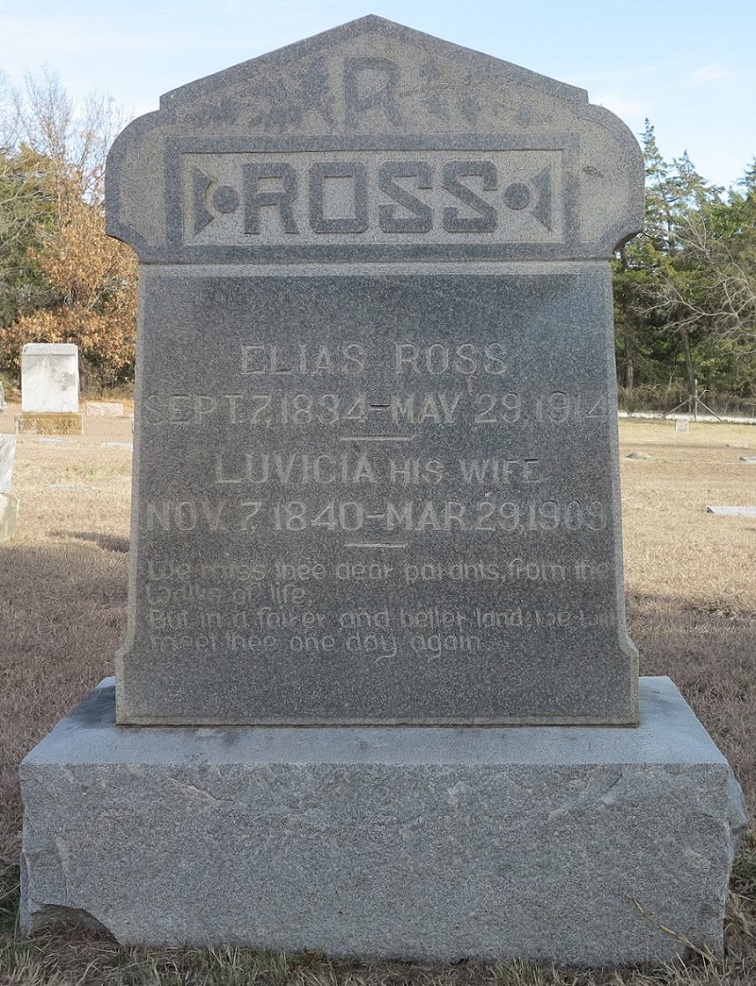 R
ROSS
ELIAS ROSS
SEPT. 7, 1834-MAY 29, 1914
LUVICIA HIS WIFE
NOV. 7, 1840-MAR. 29, 1909
We miss thee dear parants, from the
Walks of life,
But in a fairer and better land, we will
meet thee one day again.